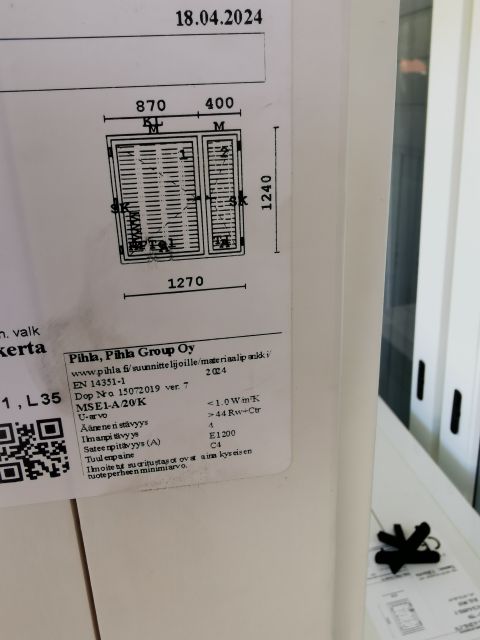 18.04.2024
870 400
KL
M M
1 2
1240
SK SK
1270
n. valk
kerta
1, L35
Pihla, Pihla Group Oy
www.pihla.fi/suunnittelijoille/materiaalipankki/
EN 14351-1 2024
Dop Nro. 15072019 ver. 7
MSE1-A/20/K
U-arvo <1.0 W/m²K
Ääneneristävyys >44 Rw+Ctr
Ilmanpitävyys 4
Sateenpitävyys (A) E1200
Tuulenpaine C4
Ilmoitetut suoritustasot ovat aina kyseisen
tuoteperheen minimiarvo.